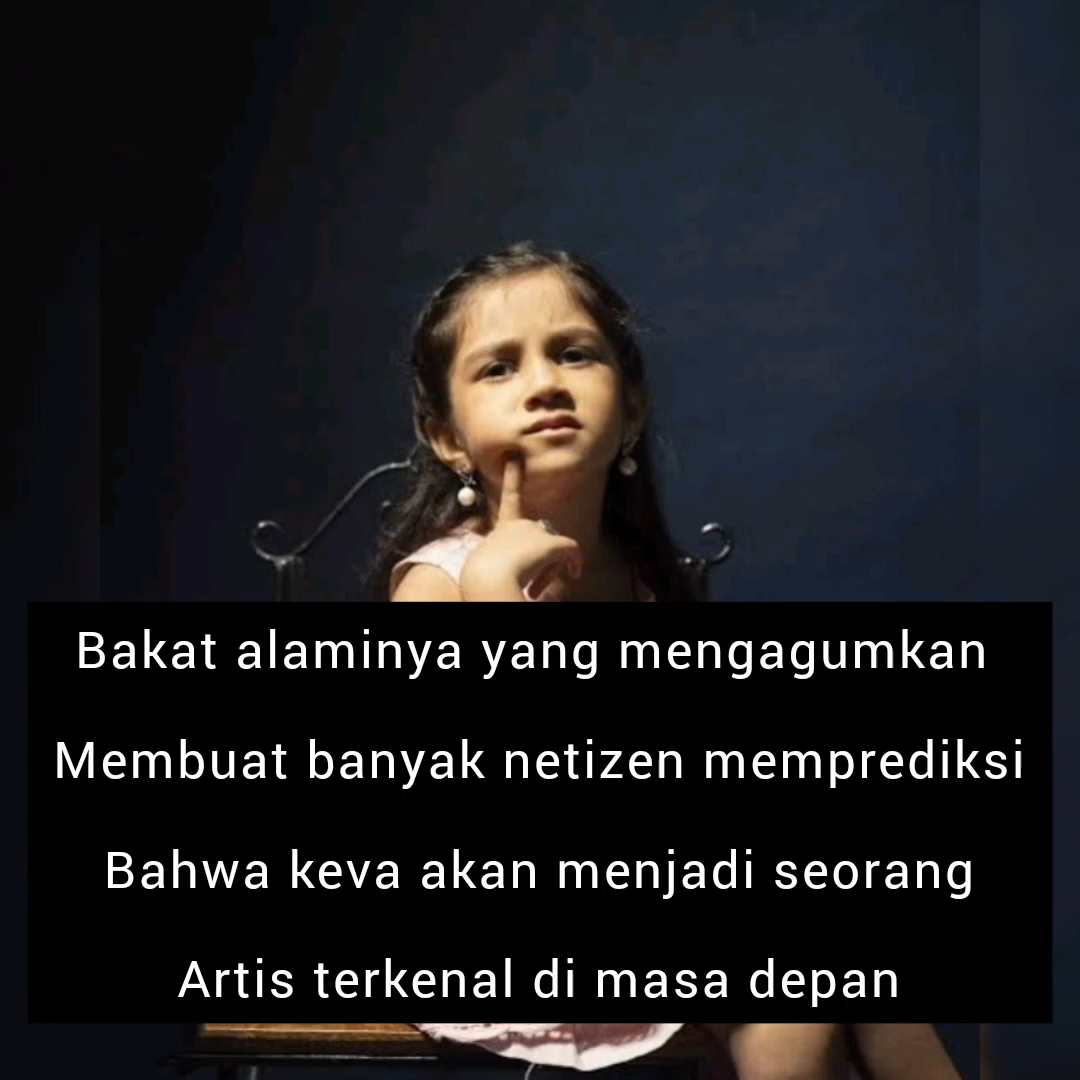 Bakat alaminya yang mengagumkan
Membuat banyak netizen memprediksi
Bahwa keva akan menjadi seorang
Artis terkenal di masa depan